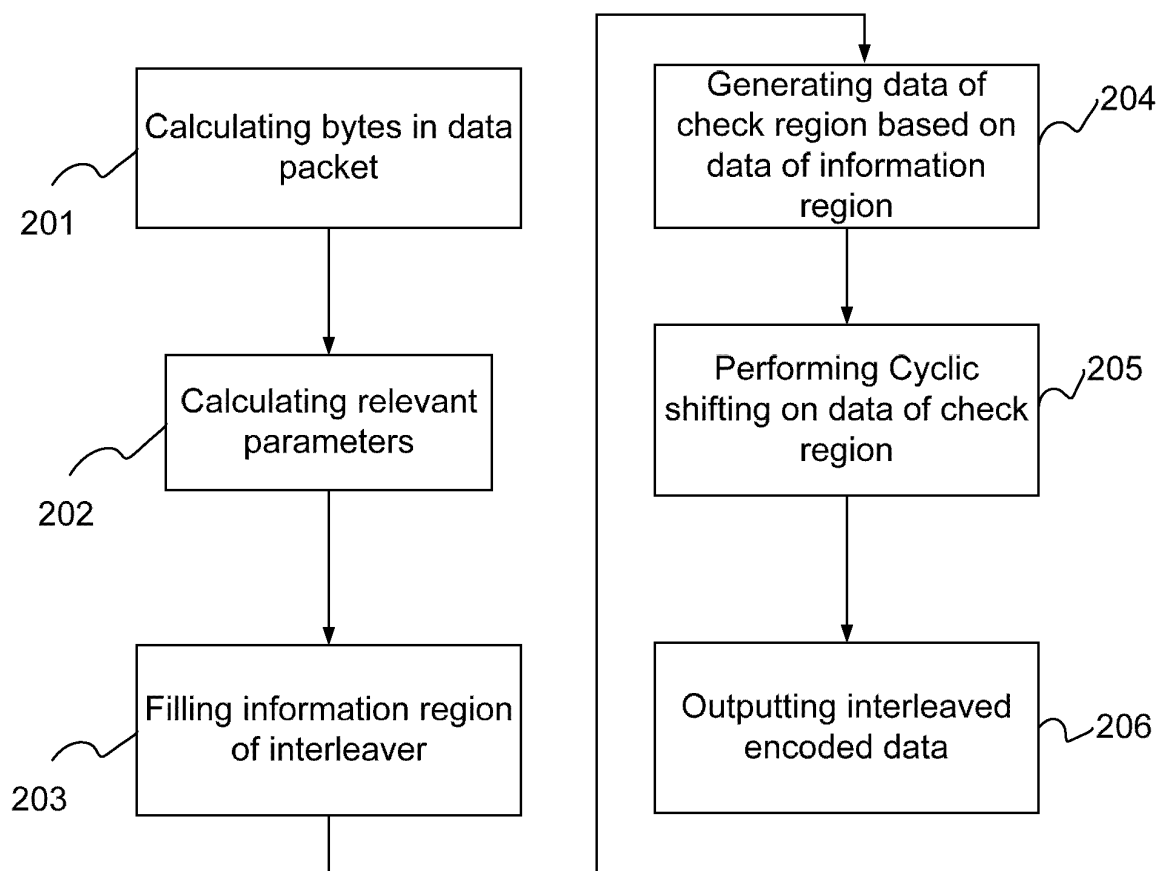 Calculating bytes in data
packet
201
Calculating relevant
parameters
202
Filling information region
of interleaver
203
Generating data of
check region based on
data of information
region
204
Performing Cyclic
shifting on data of check
region
205
Outputting interleaved
encoded data
206